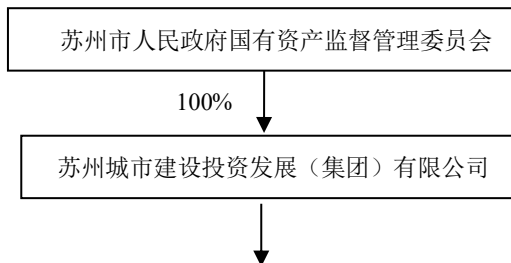 苏州市人民政府国有资产监督管理委员会
100%
苏州城市建设投资发展（集团）有限公司